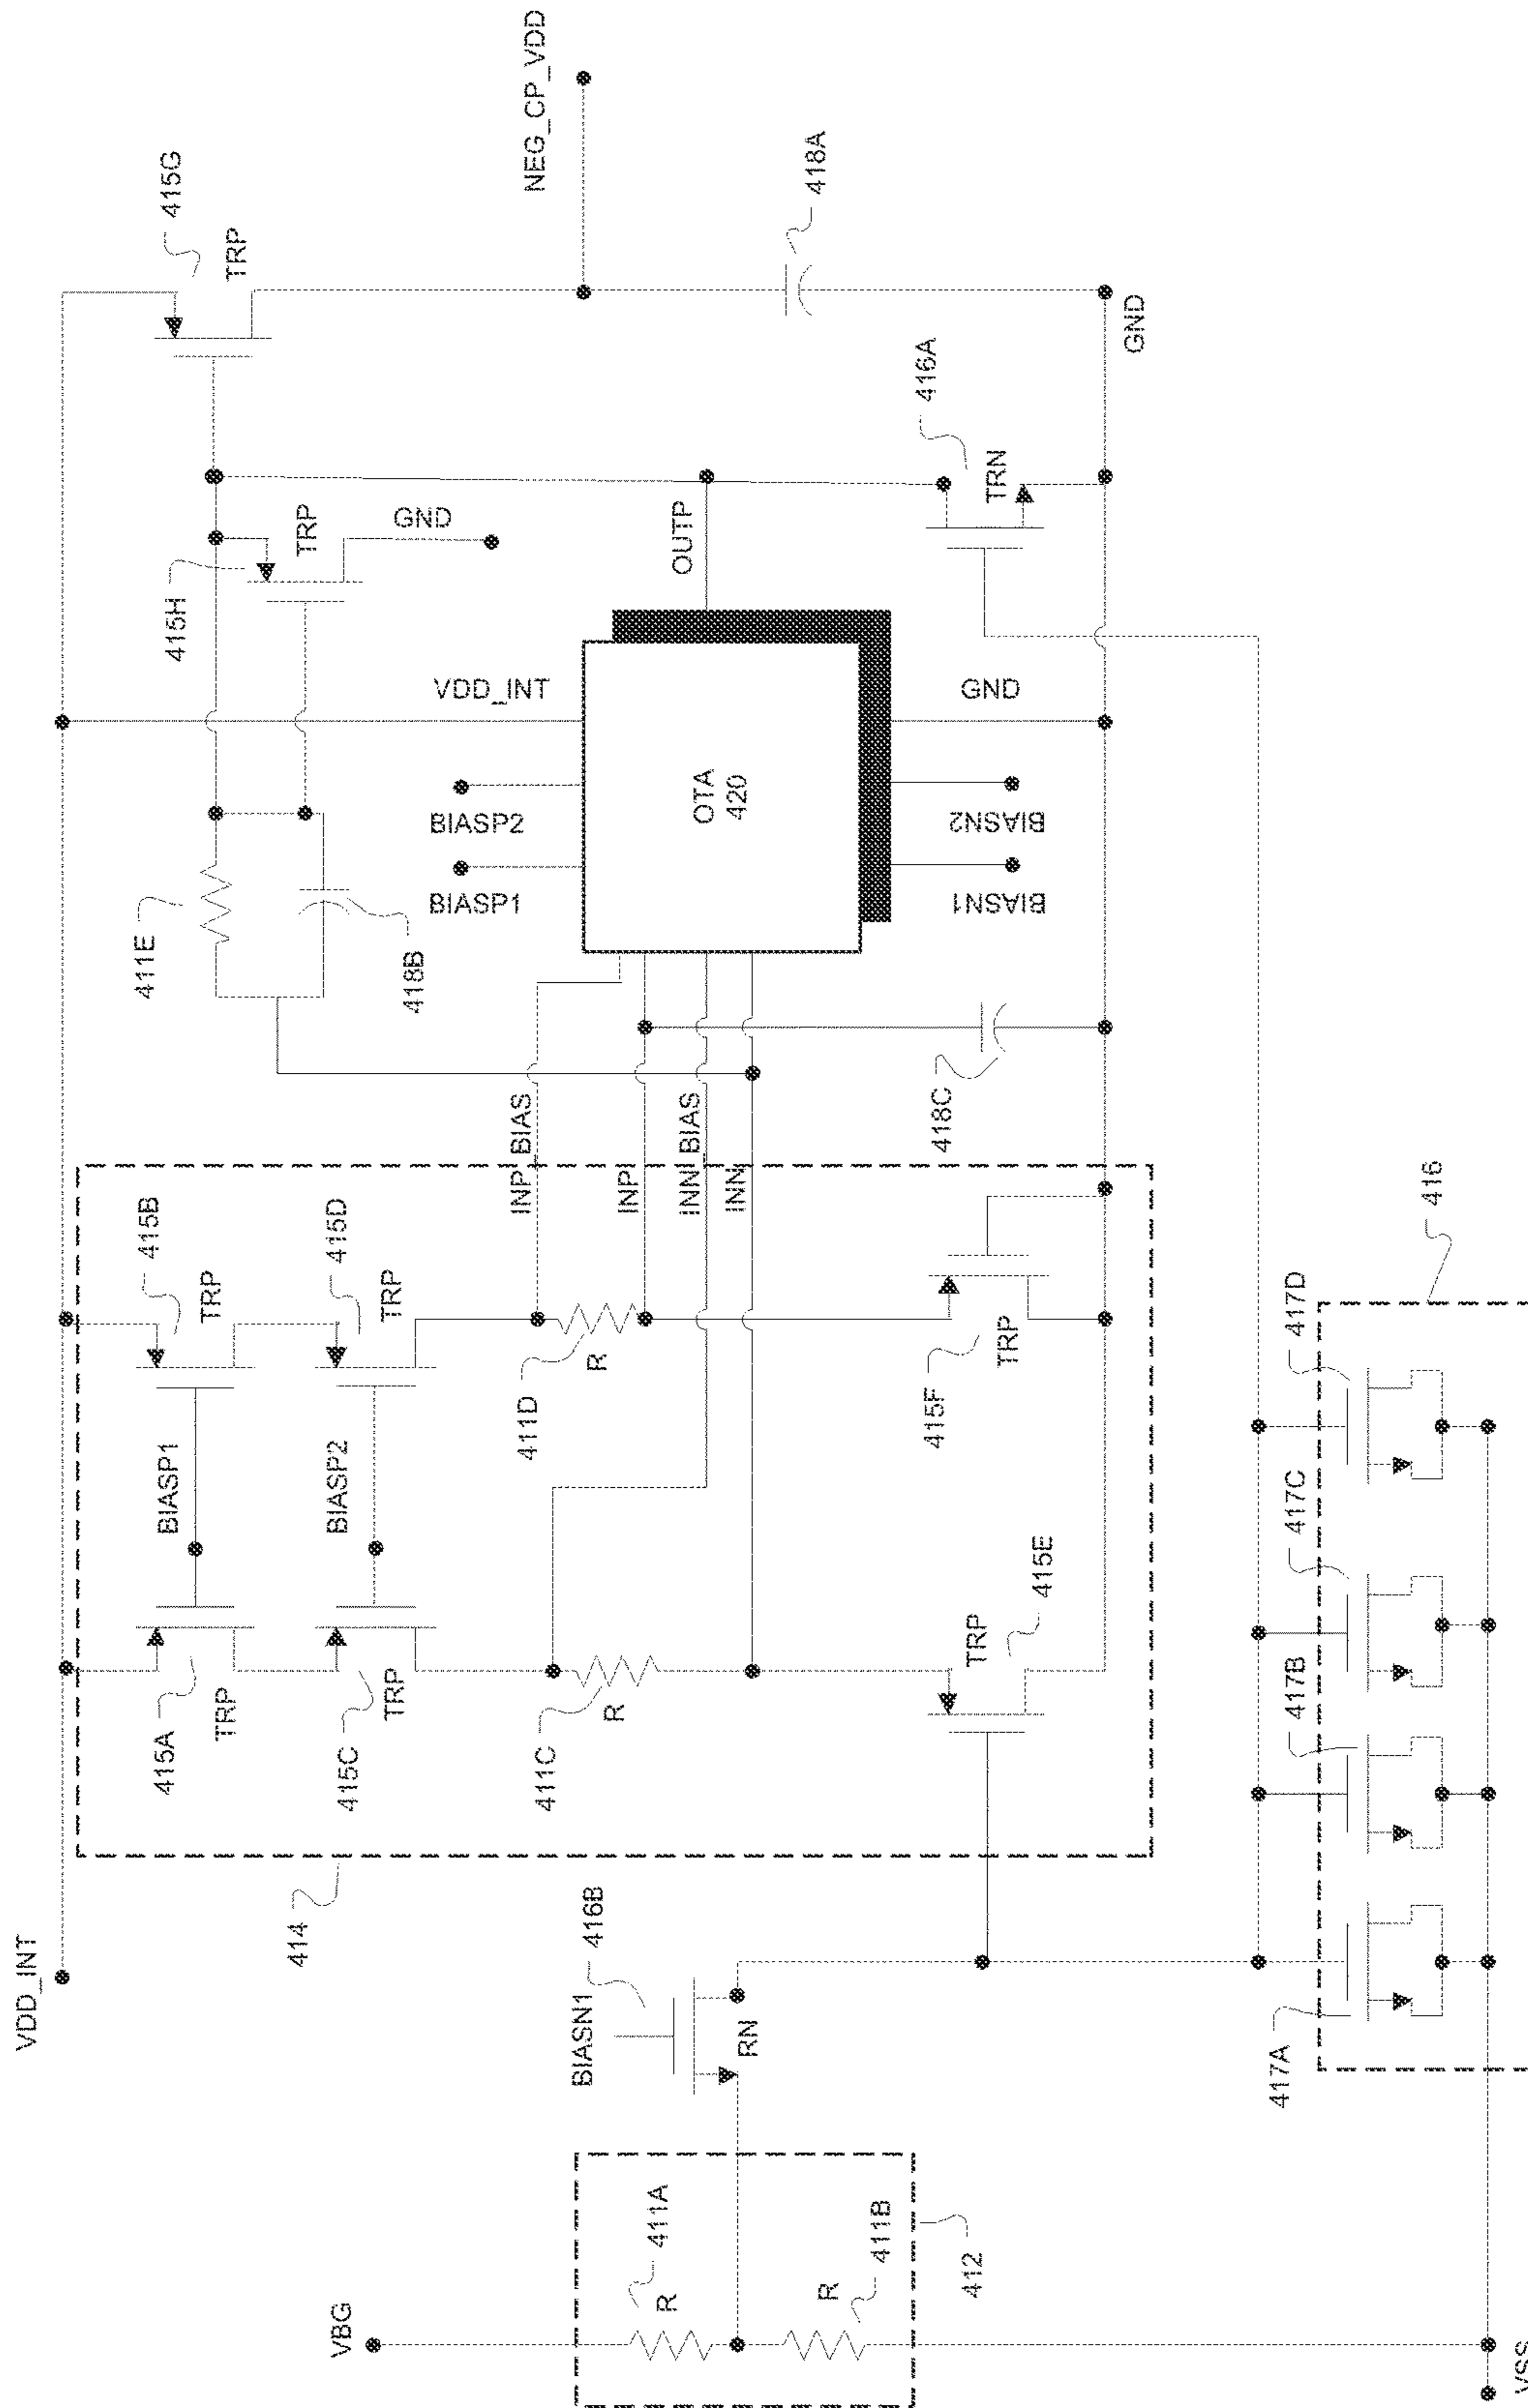 VDD_INT
VBG
411A
R
R
411B
412
VSS
BIASN1
416B
RN
414
415A
TRP
BIASP1
415B
TRP
415C
TRP
BIASP2
415D
TRP
411C
R
411D
R
INP_BIAS
INP
INN_BIAS
INN
TRP
415E
415F
TRP
417A
417B
417C
417D
416
411E
418B
418C
BIASP1
BIASP2
VDD_INT
OTA
420
BIASN1
BIASN2
GND
OUTP
415H
TRP
GND
415G
TRP
NEG_CP_VDD
418A
416A
TRN
GND